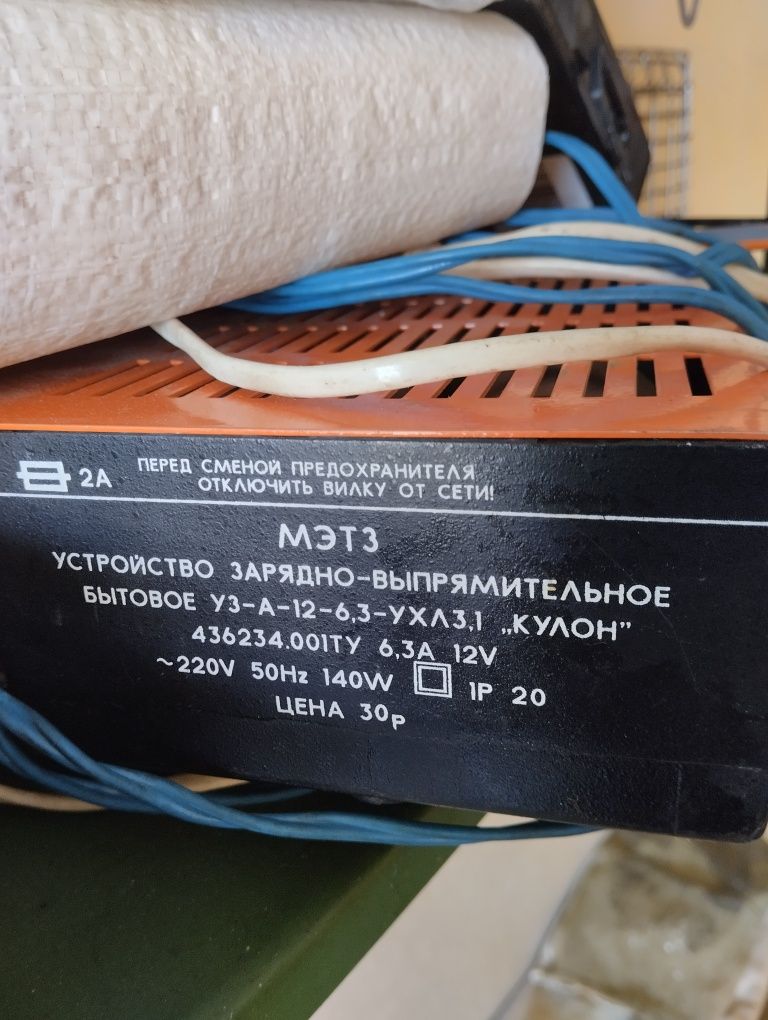 2А ПЕРЕД СМЕНОЙ ПРЕДОХРАНИТЕЛЯ
ОТКЛЮЧИТЬ ВИЛКУ ОТ СЕТИ!
МЭТЗ
УСТРОЙСТВО ЗАРЯДНО-ВЫПРЯМИТЕЛЬНОЕ
БЫТОВОЕ УЗ-А-12-6,3-УХЛ3,1 „КУЛОН”
436234.001ТУ 6,3А 12V
~220V 50Hz 140W IP 20
ЦЕНА 30р